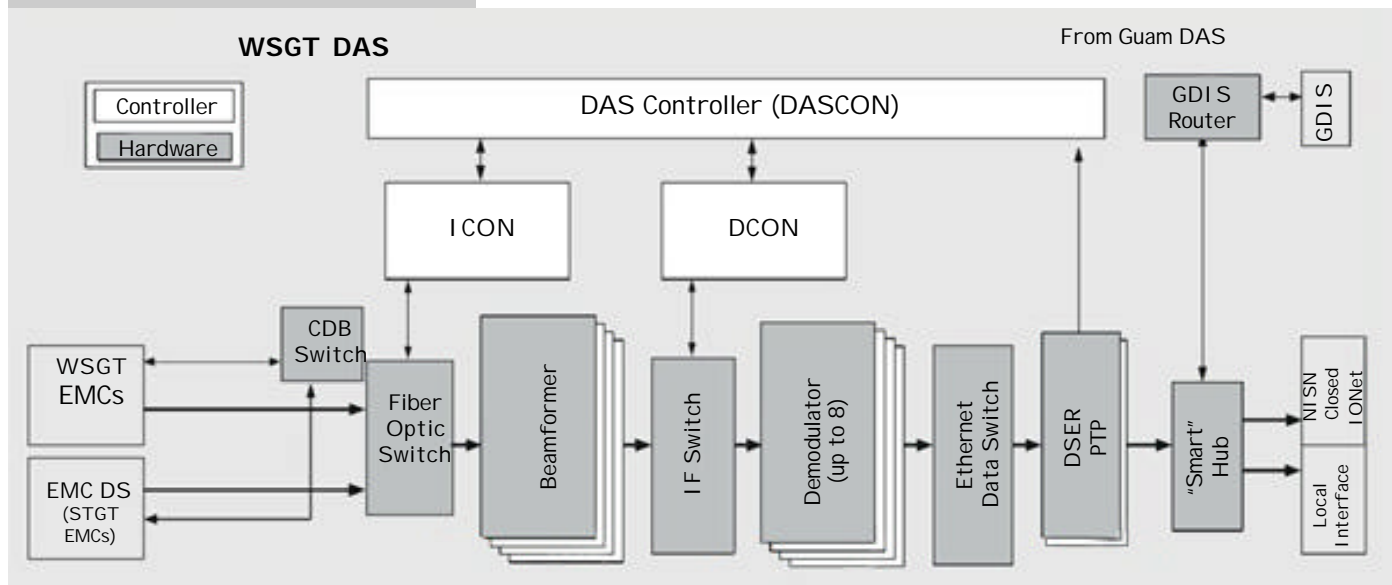 WSGT DAS
From Guam DAS
Controller
Hardware
DAS Controller (DASCON)
GDIS
Router
GDIS
ICON
DCON
CDB
Switch
WSGT
EMCs
Fiber
Optic
Switch
Beamformer
IF Switch
Demodulator
(up to 8)
Ethernet
Data Switch
DSER
PTP
"Smart"
Hub
NISN
Closed
IONet
Local
Interface
EMC DS
(STGT
EMCs)